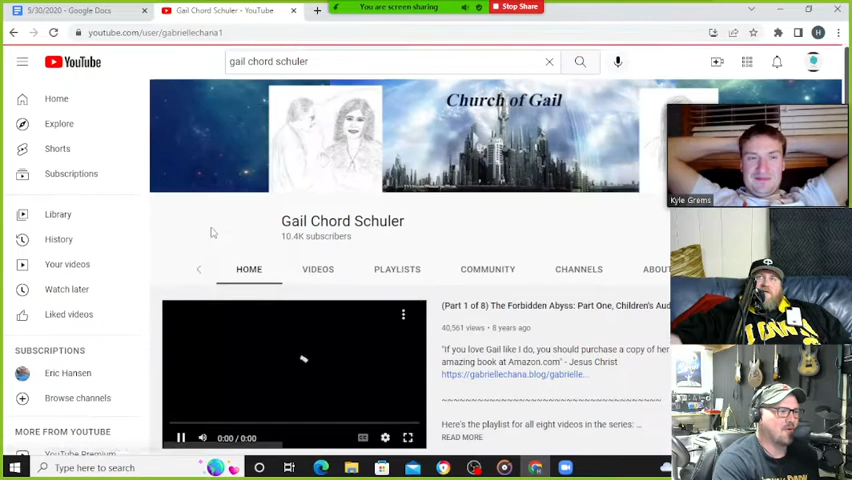 5/30/2020 - Google Docs
Gail Chord Schuler - YouTube
You are screen sharing
Stop Share
youtube.com/user/gabriellechana1
H
YouTube
gail chord schuler
Home
Explore
Shorts
Subscriptions
Library
History
Your videos
Watch later
Liked videos
SUBSCRIPTIONS
Eric Hansen
Browse channels
MORE FROM YOUTUBE
YouTube Premium
Church of Gail
Gail Chord Schuler
10.4K subscribers
HOME
VIDEOS
PLAYLISTS
COMMUNITY
CHANNELS
ABOU
0:00 / 0:00
(Part 1 of 8) The Forbidden Abyss: Part One, Children's Aud
40,561 views • 8 years ago
"If you love Gail like I do, you should purchase a copy of her
amazing book at Amazon.com" - Jesus Christ
https://gabriellechana.blog/gabrielle...
~~~~~~~~~~~~~~~~~~~~~~~~~~~~~~~~~~~~~
Here's the playlist for all eight videos in the series: ...
READ MORE
Kyle Grems
Type here to search